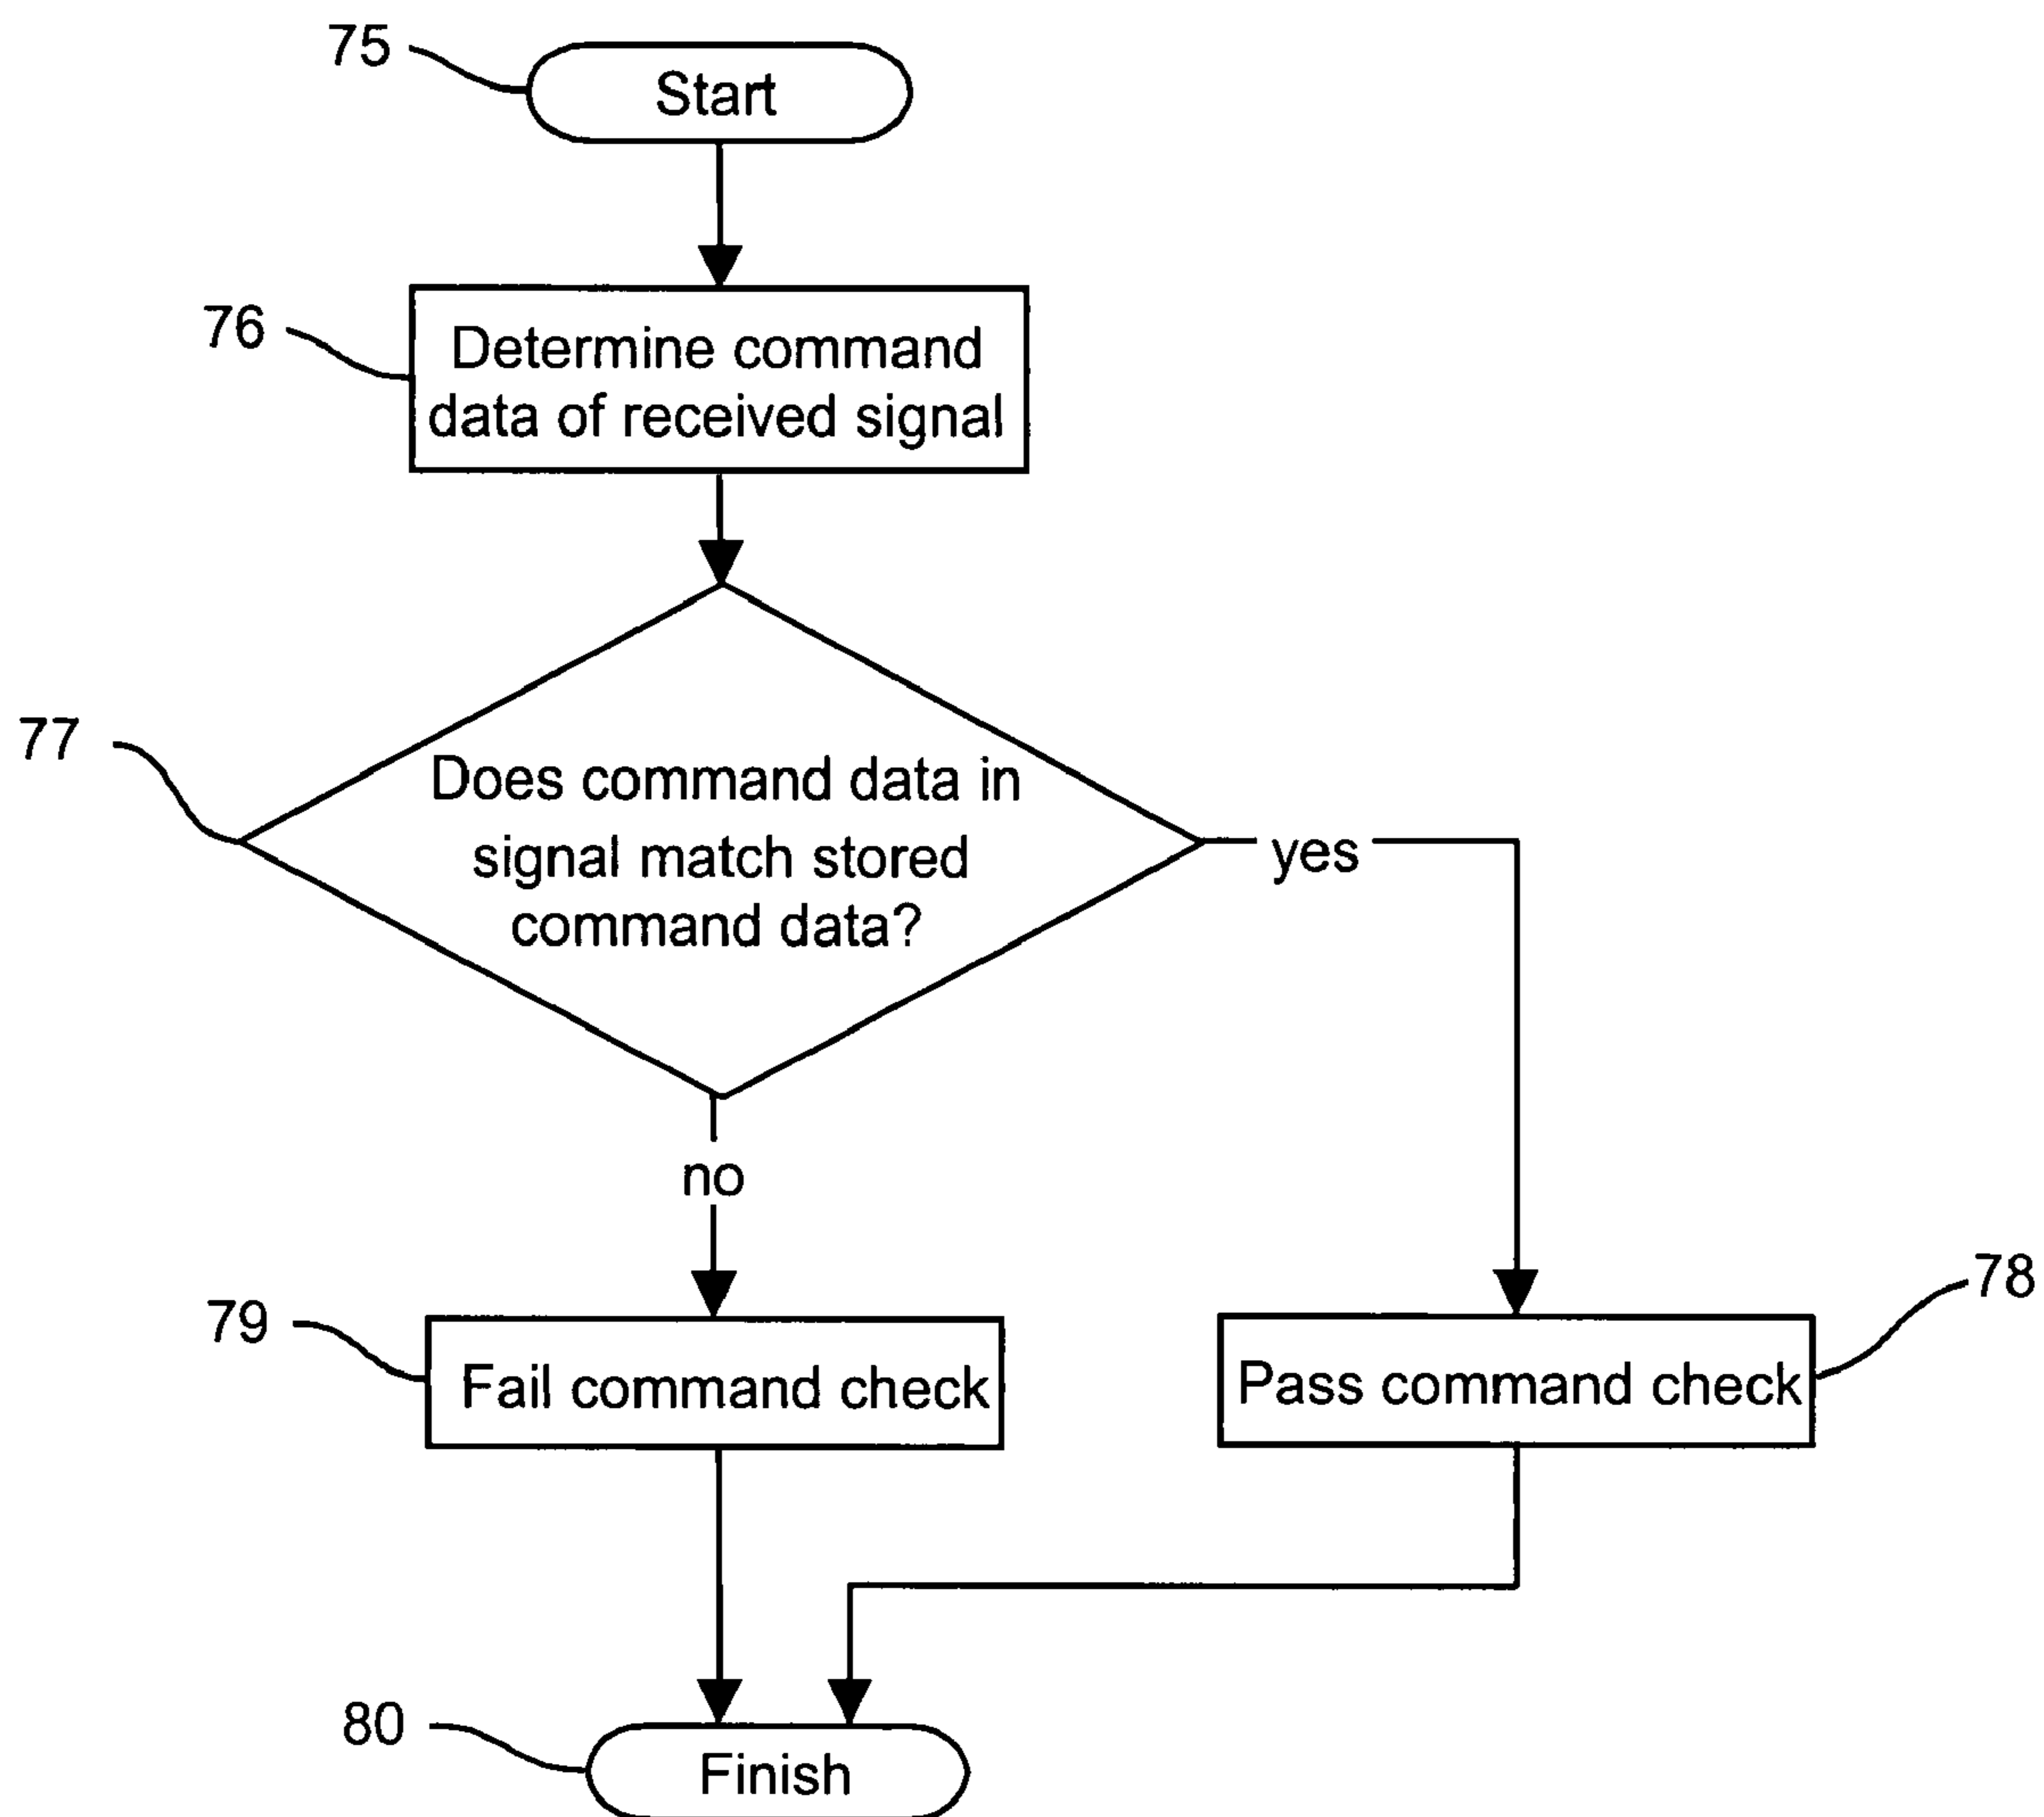 75
Start
76
Determine command
data of received signal
77
Does command data in
signal match stored
command data?
yes
no
79
Fail command check
78
Pass command check
80
Finish